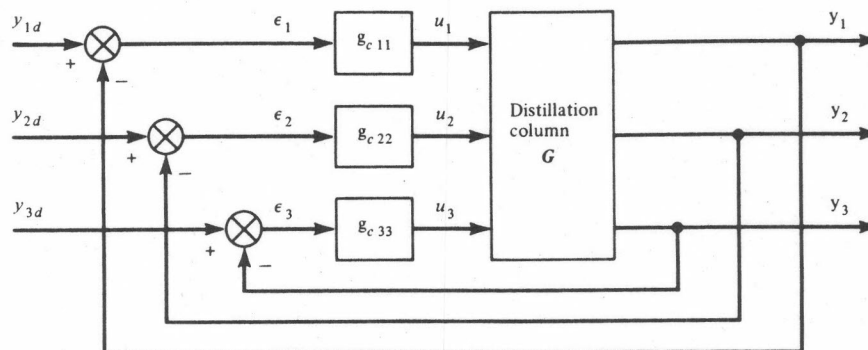 y1d + − ϵ1 gc 11 u1 y1
y2d + − ϵ2 gc 22 u2 y2
Distillation
column
G
y3d + − ϵ3 gc 33 u3 y3